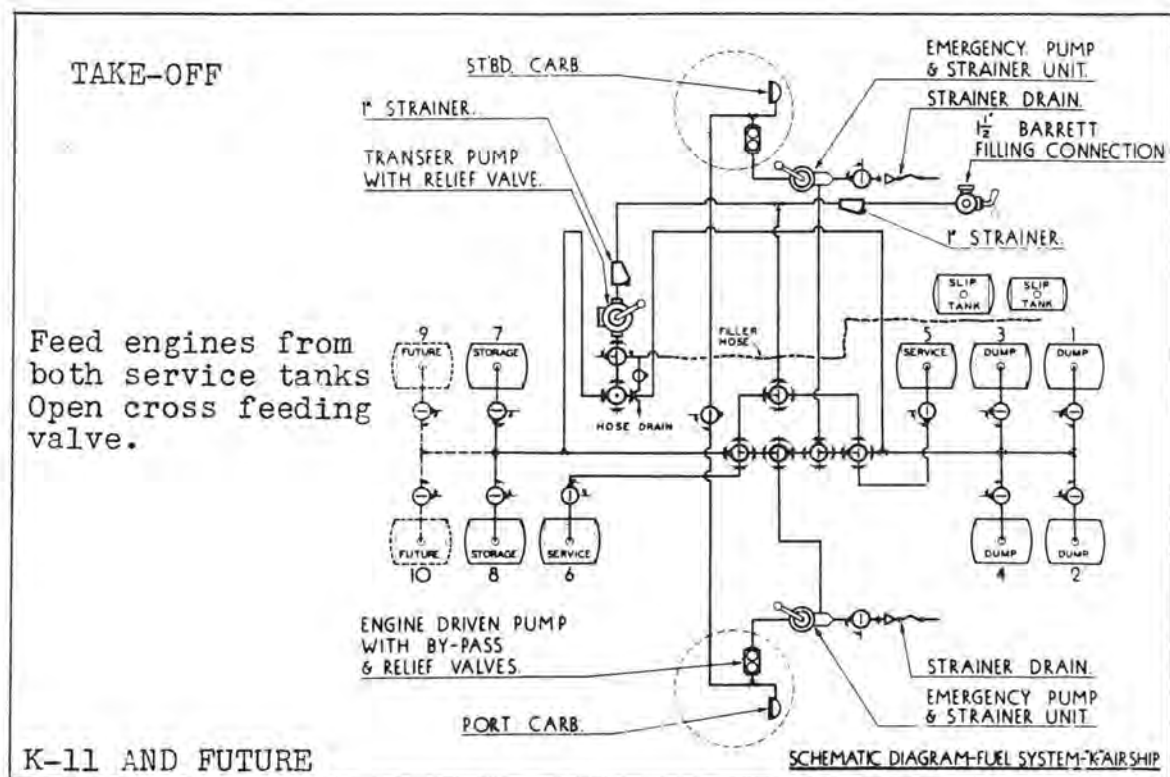 TAKE-OFF
STBD. CARB.
EMERGENCY PUMP
& STRAINER UNIT.
STRAINER DRAIN.
1½" BARRETT
FILLING CONNECTION
1" STRAINER.
TRANSFER PUMP
WITH RELIEF VALVE.
1" STRAINER.
SLIP
TANK
SLIP
TANK
Feed engines from
both service tanks
Open cross feeding
valve.
9
FUTURE
7
STORAGE
FILLER
HOSE
5
SERVICE
3
DUMP
1
DUMP
HOSE DRAIN
FUTURE
10
STORAGE
8
SERVICE
6
DUMP
4
DUMP
2
ENGINE DRIVEN PUMP
WITH BY-PASS
& RELIEF VALVES.
STRAINER DRAIN.
EMERGENCY PUMP
& STRAINER UNIT
PORT CARB.
K-11 AND FUTURE
SCHEMATIC DIAGRAM-FUEL SYSTEM-"K"AIRSHIP